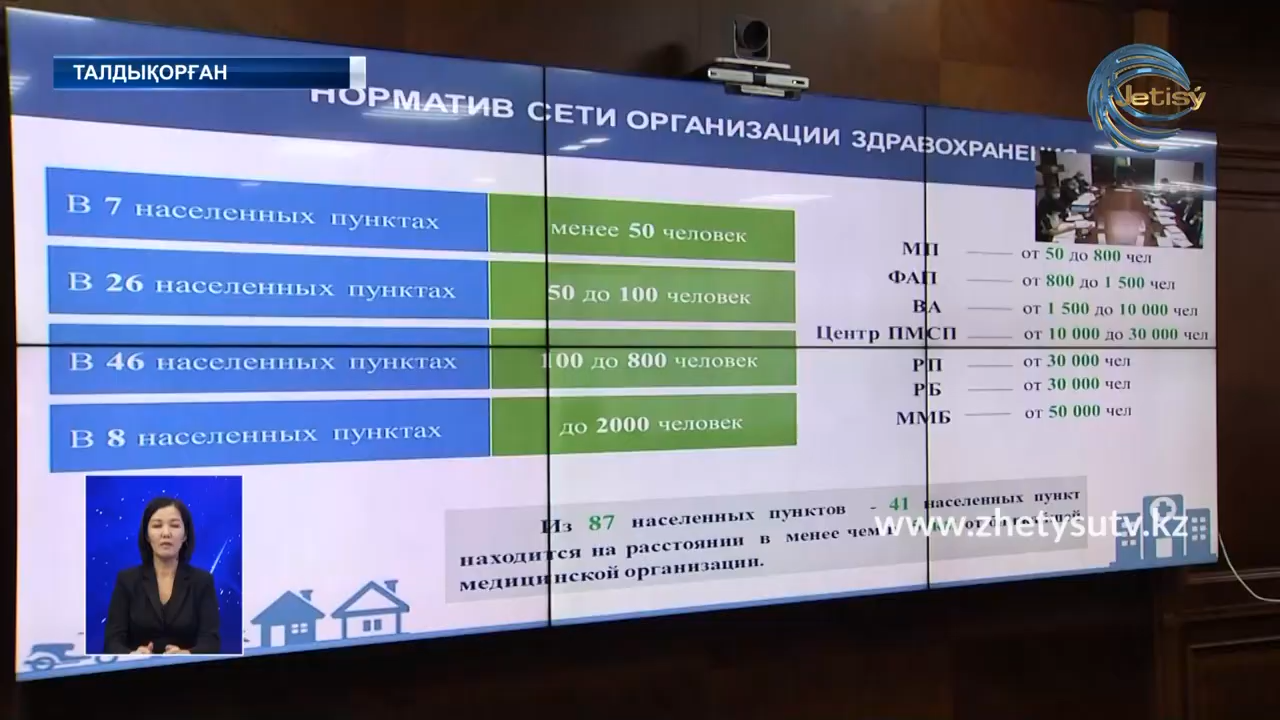 ТАЛДЫҚОРҒАН
Jetisý
НОРМАТИВ СЕТИ ОРГАНИЗАЦИИ ЗДРАВОХРАНЕНИЯ
В 7 населенных пунктах менее 50 человек
В 26 населенных пунктах 50 до 100 человек
В 46 населенных пунктах 100 до 800 человек
В 8 населенных пунктах до 2000 человек
МП от 50 до 800 чел
ФАП от 800 до 1 500 чел
ВА от 1 500 до 10 000 чел
Центр ПМСП от 10 000 до 30 000 чел
РП от 30 000 чел
РБ от 30 000 чел
ММБ от 50 000 чел
Из 87 населенных пунктов - 41 населенных пункт
находится на расстоянии в менее чем
медицинской организации.
www.zhetysutv.kz